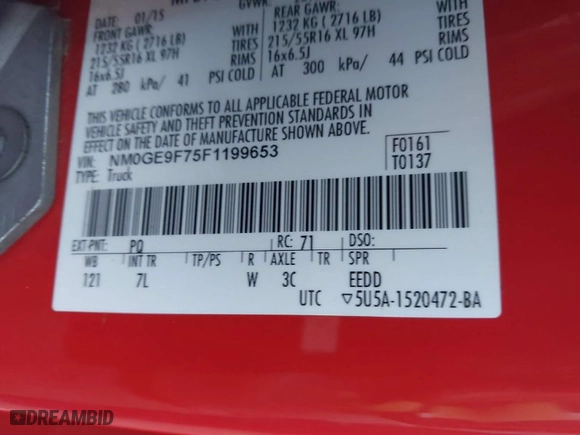 DATE: 01/15 GVWR:
FRONT GAWR: WITH REAR GAWR: WITH
1232 KG ( 2716 LB) TIRES 1232 KG ( 2716 LB) TIRES
215/55R16 XL 97H RIMS 215/55R16 XL 97H RIMS
16x6.5J 16x6.5J
AT 280 kPa/ 41 PSI COLD AT 300 kPa/ 44 PSI COLD
THIS VEHICLE CONFORMS TO ALL APPLICABLE FEDERAL MOTOR
VEHICLE SAFETY AND THEFT PREVENTION STANDARDS IN
EFFECT ON THE DATE OF MANUFACTURE SHOWN ABOVE.
VIN: NM0GE9F75F1199653 F0161
TYPE: Truck T0137
EXT-PNT: PQ RC: 71 DSO:
WB INT TR TP/PS R AXLE TR SPR
121 7L W 3C EEDD
UTC ▽5U5A-1520472-BA
DREAMBID